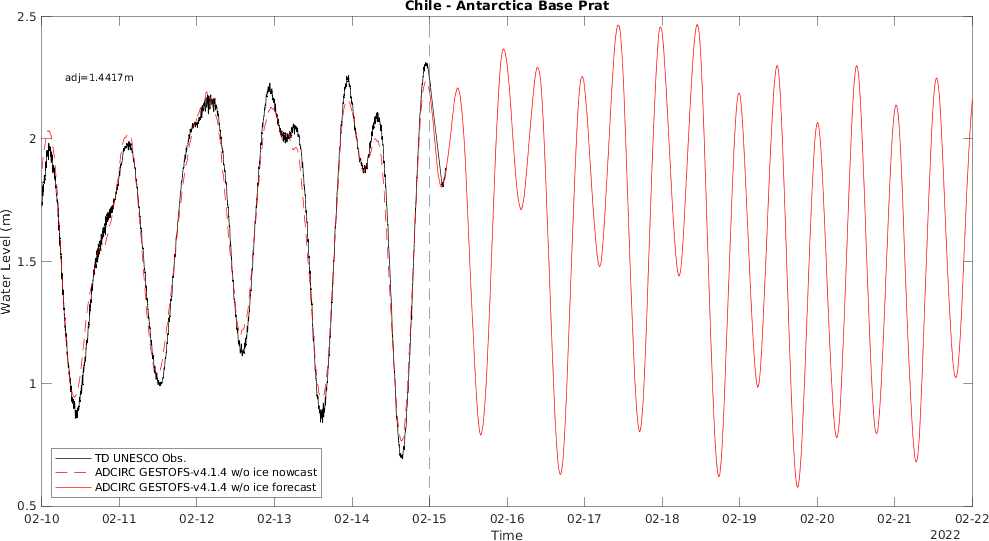 Chile - Antarctica Base Prat
2.5
adj=1.4417m
2
1.5
Water Level (m)
1
TD UNESCO Obs.
ADCIRC GESTOFS-v4.1.4 w/o ice nowcast
ADCIRC GESTOFS-v4.1.4 w/o ice forecast
0.5
02-10 02-11 02-12 02-13 02-14 02-15 02-16 02-17 02-18 02-19 02-20 02-21 02-22
Time
2022